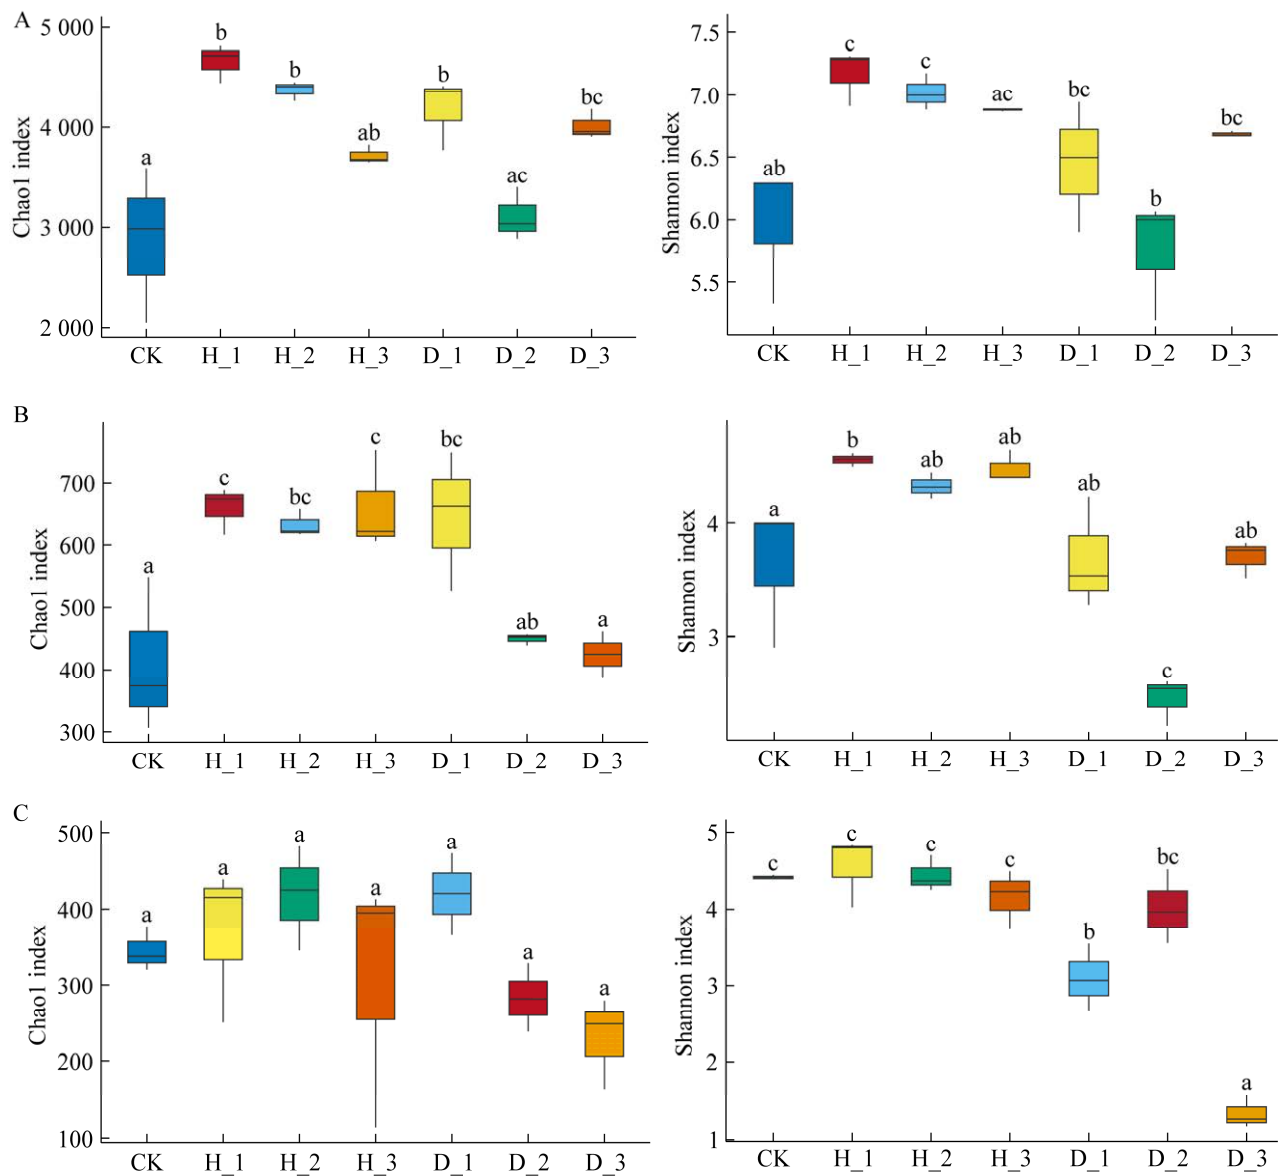 A
Chao1 index
5 000
4 000
3 000
2 000
a
b
b
ab
b
ac
bc
CK H_1 H_2 H_3 D_1 D_2 D_3
Shannon index
7.5
7.0
6.5
6.0
5.5
ab
c
c
ac
bc
b
bc
CK H_1 H_2 H_3 D_1 D_2 D_3
B
Chao1 index
700
600
500
400
300
a
c
bc
c
bc
ab
a
CK H_1 H_2 H_3 D_1 D_2 D_3
Shannon index
4
3
a
b
ab
ab
ab
c
ab
CK H_1 H_2 H_3 D_1 D_2 D_3
C
Chao1 index
500
400
300
200
100
a
a
a
a
a
a
a
CK H_1 H_2 H_3 D_1 D_2 D_3
Shannon index
5
4
3
2
1
c
c
c
c
b
bc
a
CK H_1 H_2 H_3 D_1 D_2 D_3